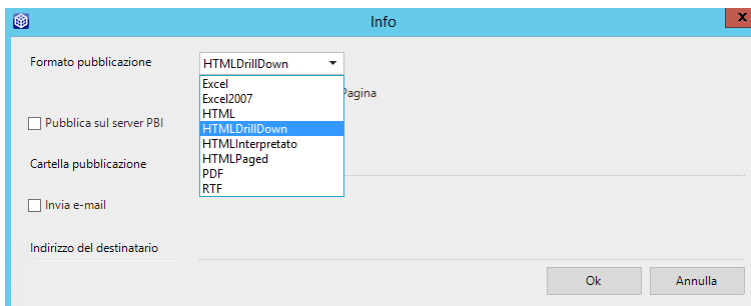 Info
x
Formato pubblicazione
HTMLDrillDown
Excel
Excel2007
Pagina
HTML
Pubblica sul server PBI
HTMLDrillDown
HTMLInterpretato
HTMLPaged
Cartella pubblicazione
PDF
RTF
Invia e-mail
Indirizzo del destinatario
Ok
Annulla